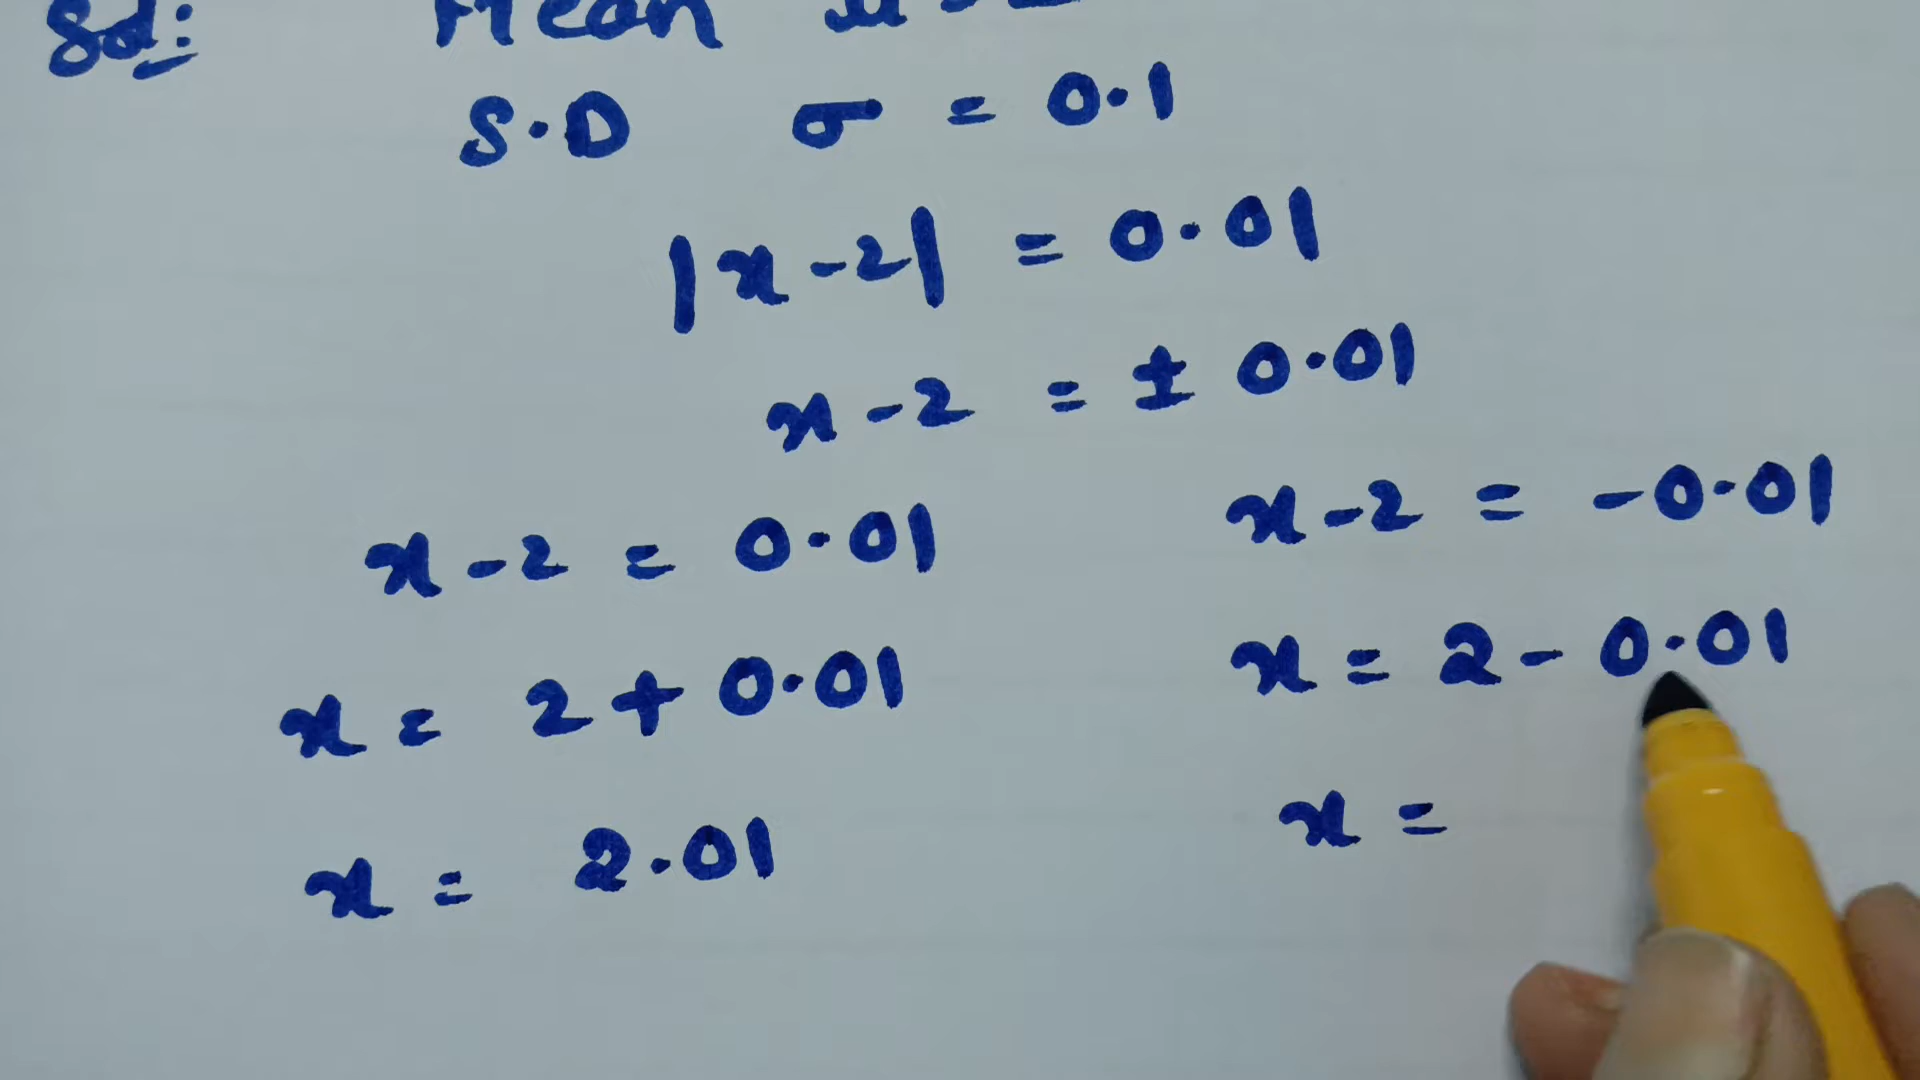 Sol: Mean
S.D σ = 0.1
|x-2| = 0.01
x-2 = ± 0.01
x-2 = 0.01 x-2 = -0.01
x = 2 + 0.01 x = 2 - 0.01
x = 2.01 x =